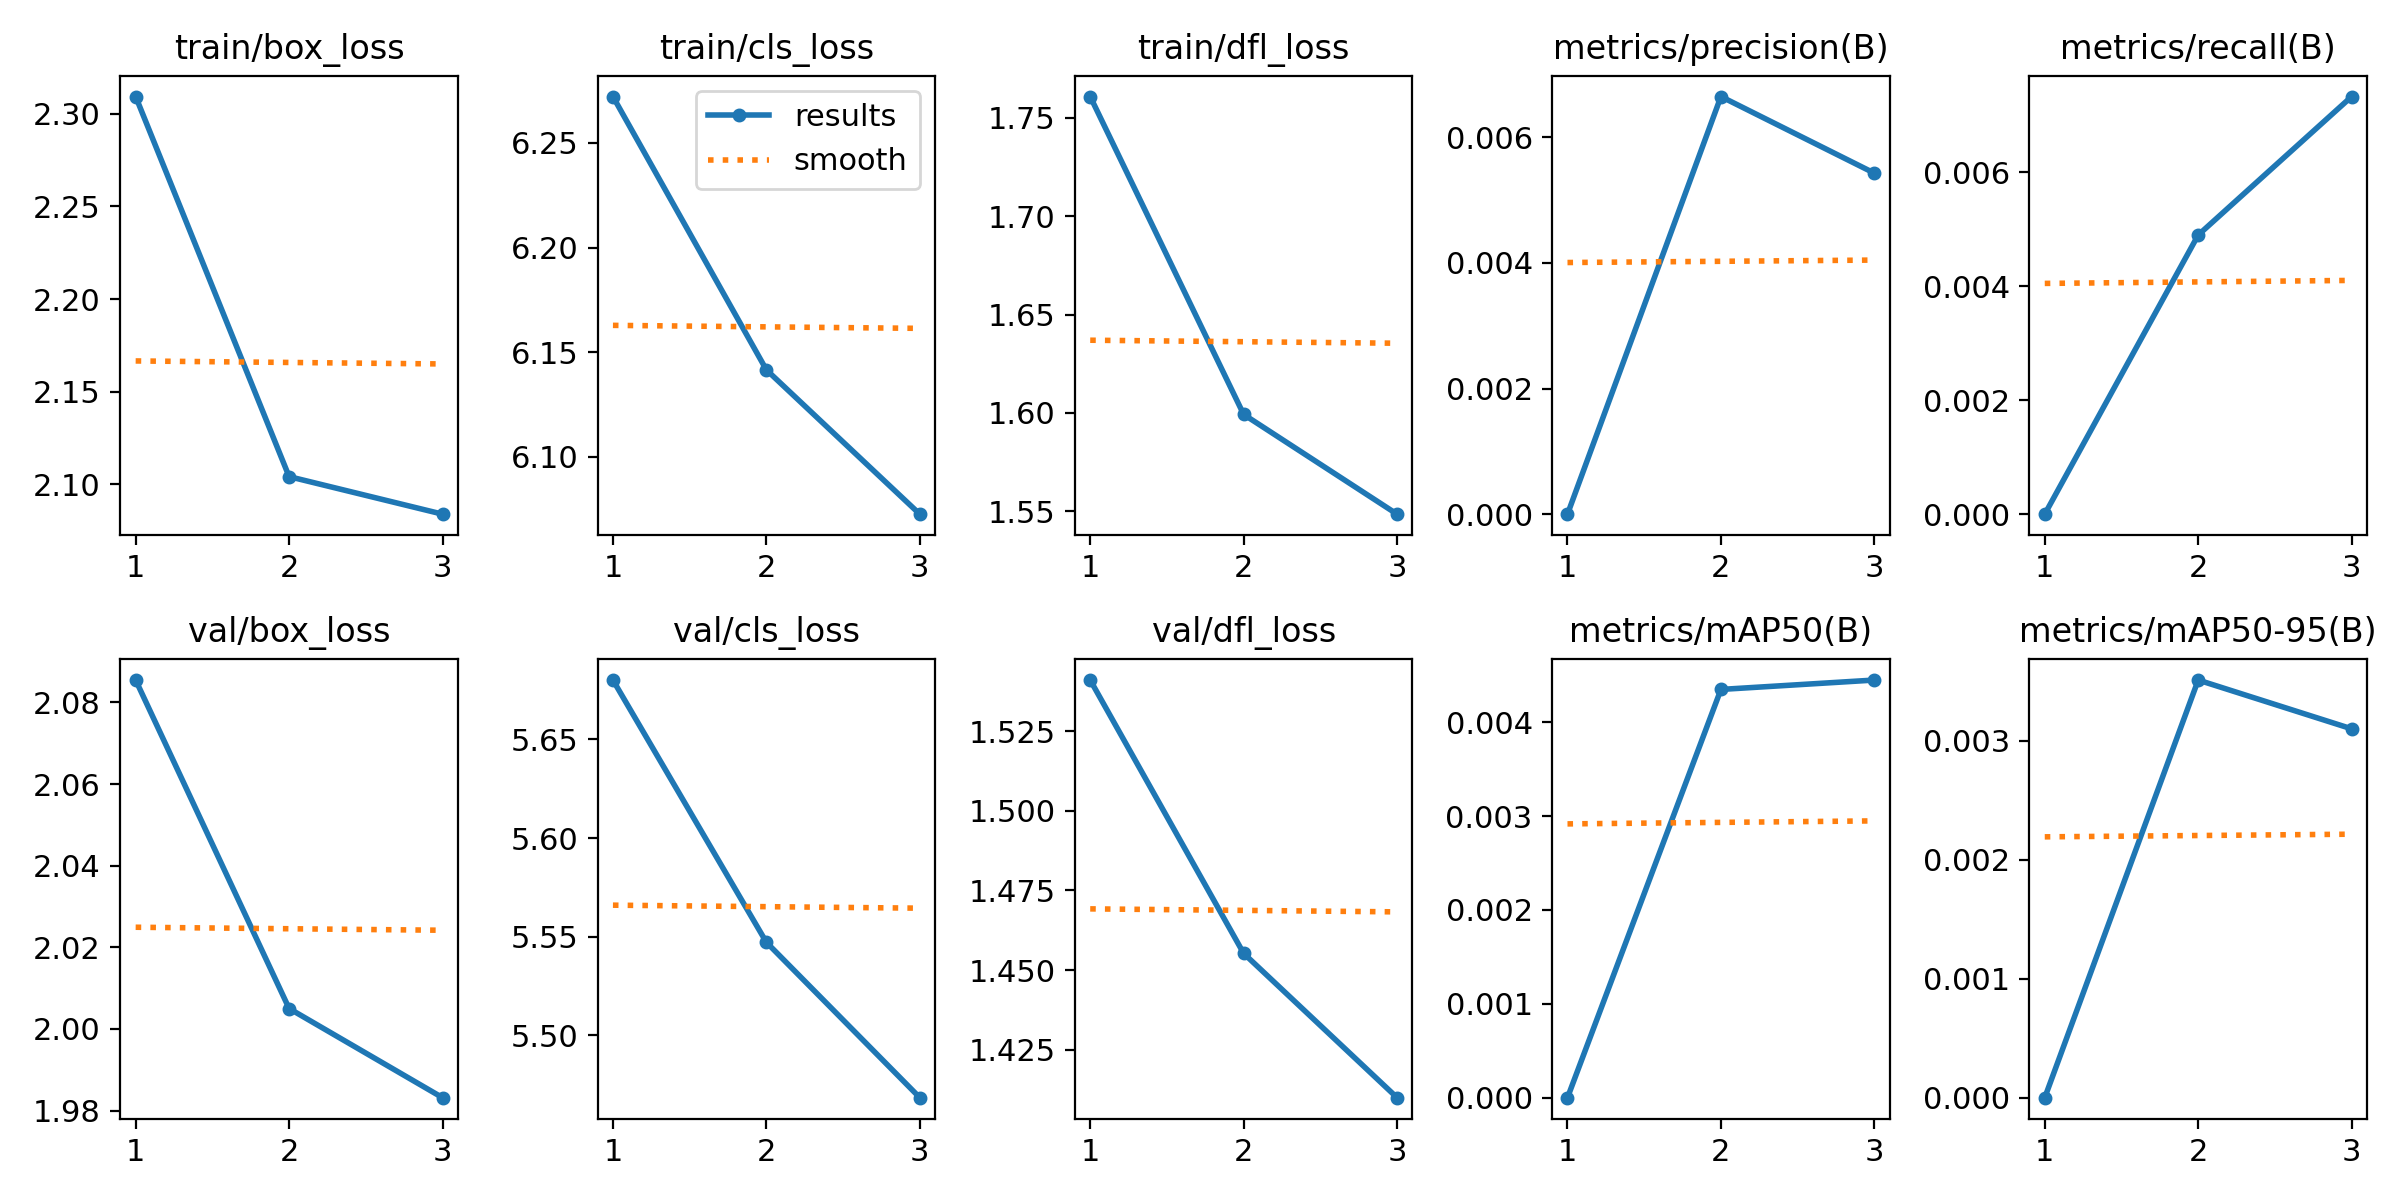 train/box_loss
2.30
2.25
2.20
2.15
2.10
1 2 3
train/cls_loss
results
smooth
6.25
6.20
6.15
6.10
1 2 3
train/dfl_loss
1.75
1.70
1.65
1.60
1.55
1 2 3
metrics/precision(B)
0.006
0.004
0.002
0.000
1 2 3
metrics/recall(B)
0.006
0.004
0.002
0.000
1 2 3
val/box_loss
2.08
2.06
2.04
2.02
2.00
1.98
1 2 3
val/cls_loss
5.65
5.60
5.55
5.50
1 2 3
val/dfl_loss
1.525
1.500
1.475
1.450
1.425
1 2 3
metrics/mAP50(B)
0.004
0.003
0.002
0.001
0.000
1 2 3
metrics/mAP50-95(B)
0.003
0.002
0.001
0.000
1 2 3